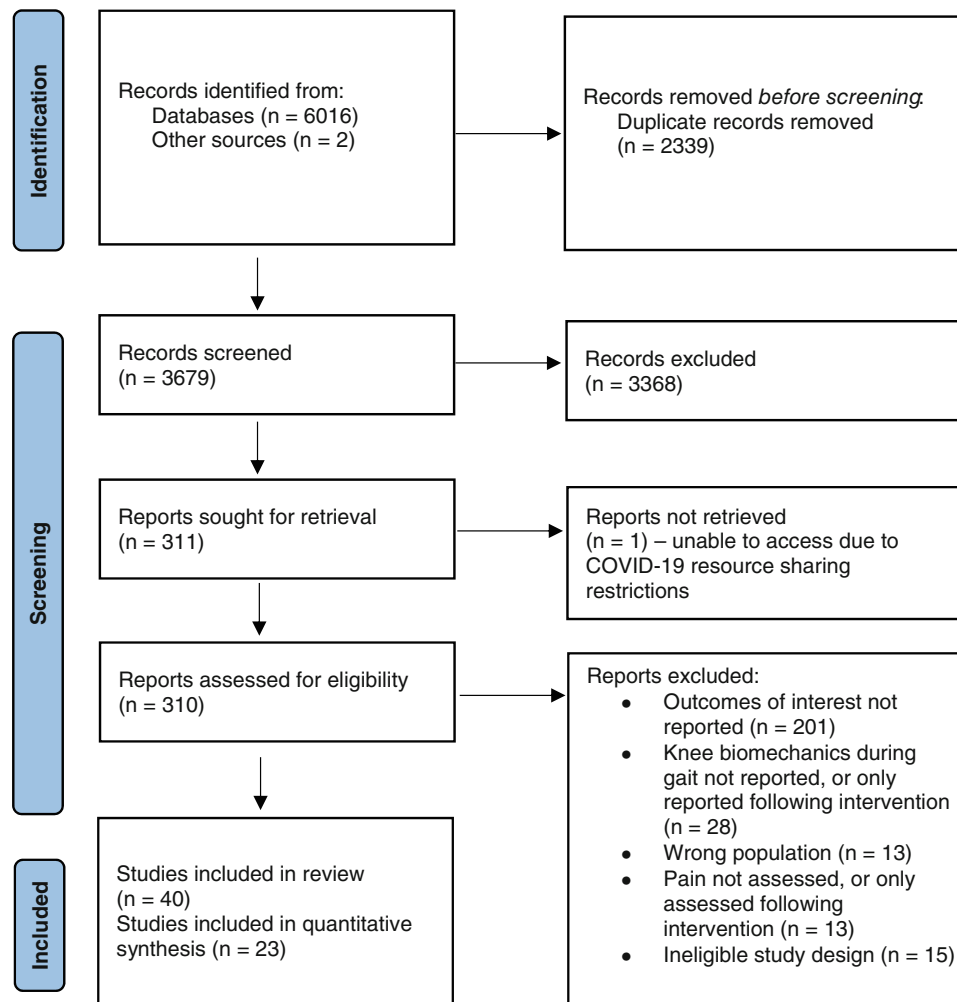 Identification
Records identified from:
Databases (n = 6016)
Other sources (n = 2)
Records removed before screening:
Duplicate records removed
(n = 2339)
Screening
Records screened
(n = 3679)
Records excluded
(n = 3368)
Reports sought for retrieval
(n = 311)
Reports not retrieved
(n = 1) – unable to access due to
COVID-19 resource sharing
restrictions
Reports assessed for eligibility
(n = 310)
Reports excluded:
● Outcomes of interest not
reported (n = 201)
● Knee biomechanics during
gait not reported, or only
reported following intervention
(n = 28)
● Wrong population (n = 13)
● Pain not assessed, or only
assessed following
intervention (n = 13)
● Ineligible study design (n = 15)
Included
Studies included in review
(n = 40)
Studies included in quantitative
synthesis (n = 23)